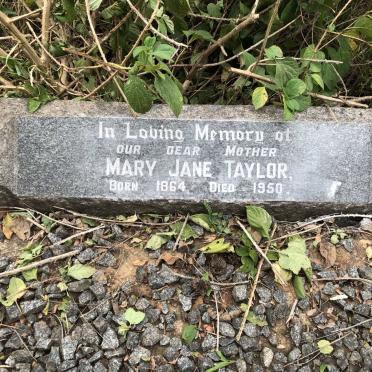 In Loving Memory of
OUR DEAR MOTHER
MARY JANE TAYLOR.
BORN 1864. DIED 1950.